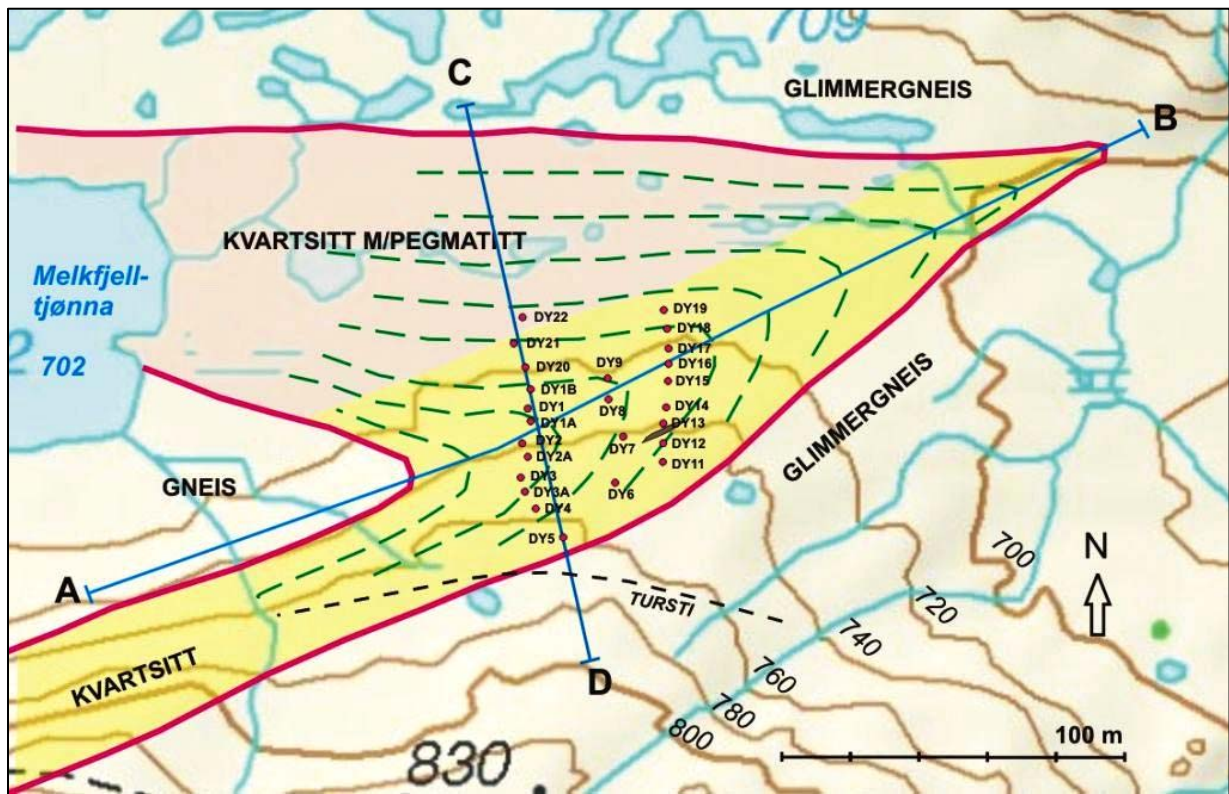 709
C
GLIMMERGNEIS
B
KVARTSITT M/PEGMATITT
Melkfjell-
tjønna
702
DY19
DY22
DY18
DY21
DY17
DY20
DY9
DY16
DY15
DY1B
DY8
DY1
DY14
DY1A
DY13
DY2
DY7
DY12
DY2A
DY11
DY3
DY6
DY3A
DY4
DY5
GNEIS
GLIMMERGNEIS
A
TURSTI
700
N
720
740
760
780
800
D
KVARTSITT
830
100 m